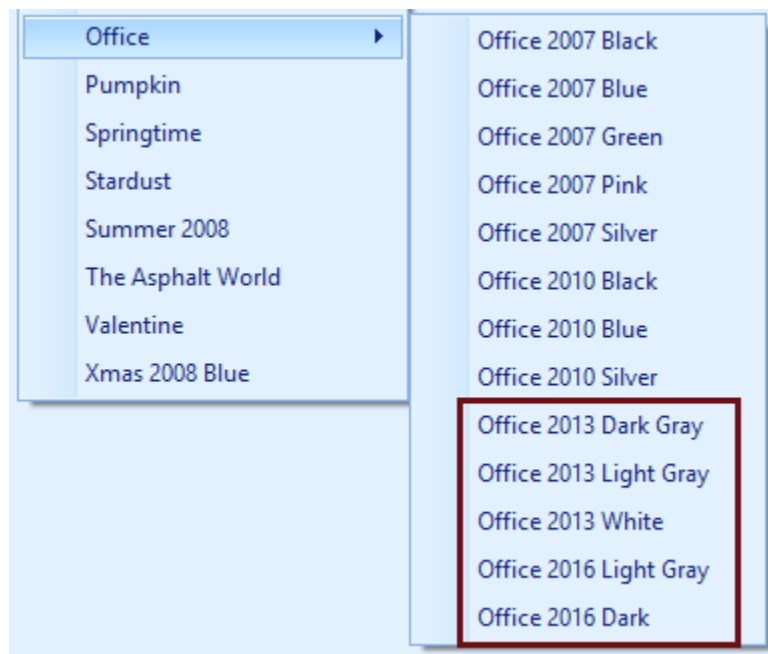 Office
Pumpkin
Springtime
Stardust
Summer 2008
The Asphalt World
Valentine
Xmas 2008 Blue
Office 2007 Black
Office 2007 Blue
Office 2007 Green
Office 2007 Pink
Office 2007 Silver
Office 2010 Black
Office 2010 Blue
Office 2010 Silver
Office 2013 Dark Gray
Office 2013 Light Gray
Office 2013 White
Office 2016 Light Gray
Office 2016 Dark